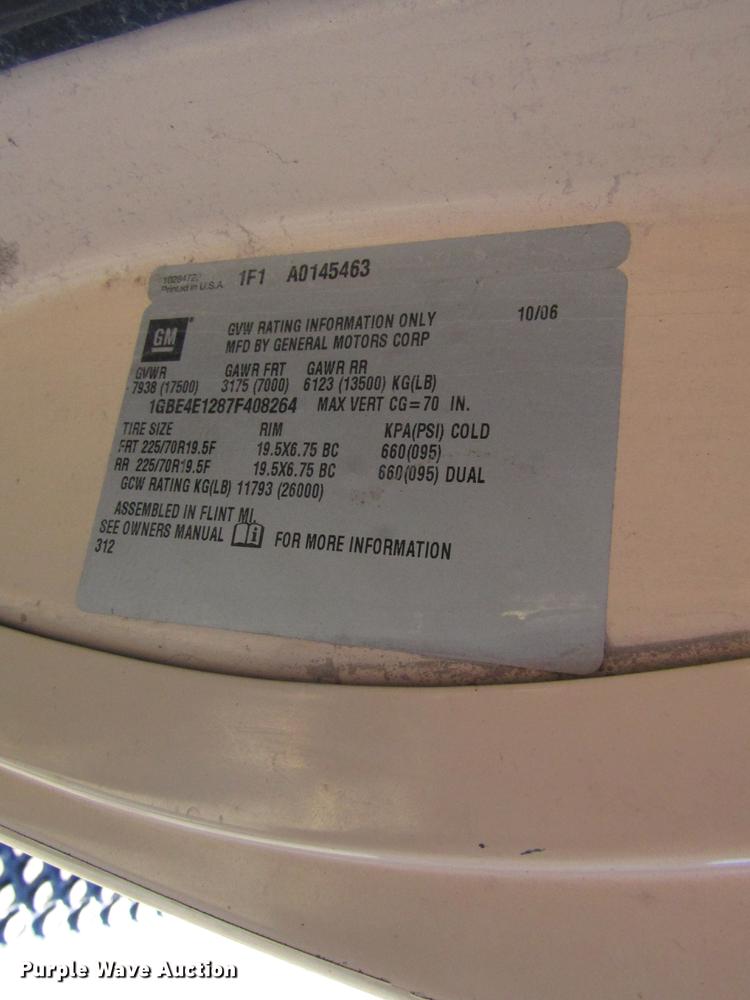 10284722
Printed in U.S.A.
1F1 A0145463
GM
GVW RATING INFORMATION ONLY
10/06
MFD BY GENERAL MOTORS CORP
GVWR GAWR FRT GAWR RR
7938 (17500) 3175 (7000) 6123 (13500) KG(LB)
1GBE4E1287F408264 MAX VERT CG=70 IN.
TIRE SIZE RIM KPA(PSI) COLD
FRT 225/70R19.5F 19.5X6.75 BC 660(095)
RR 225/70R19.5F 19.5X6.75 BC 660(095) DUAL
GCW RATING KG(LB) 11793 (26000)
ASSEMBLED IN FLINT MI.
SEE OWNERS MANUAL i FOR MORE INFORMATION
312
Purple Wave Auction